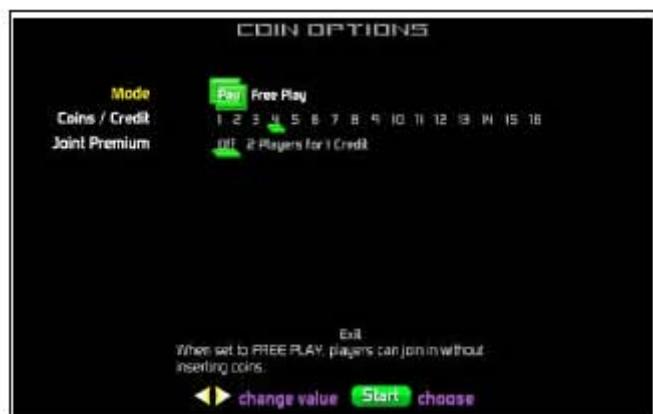 COIN OPTIONS
Mode Pay Free Play
Coins / Credit 1 2 3 4 5 6 7 8 9 10 11 12 13 14 15 16
Joint Premium Off 2 Players for 1 Credit
Exit
When set to FREE PLAY, players can join in without
inserting coins.
change value Start choose